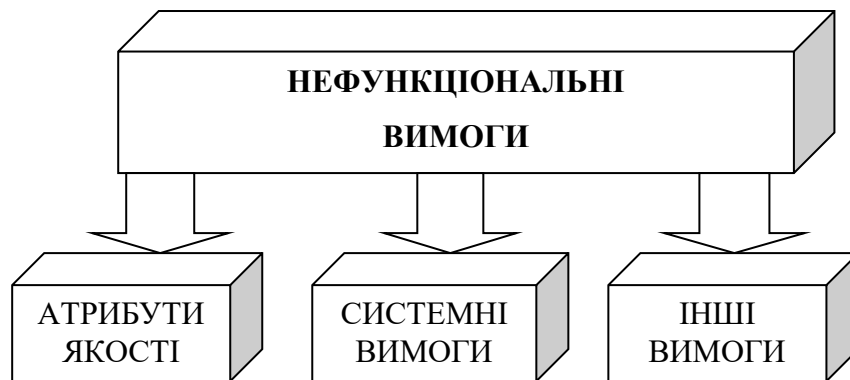 НЕФУНКЦІОНАЛЬНІ
ВИМОГИ
АТРИБУТИ
ЯКОСТІ
СИСТЕМНІ
ВИМОГИ
ІНШІ
ВИМОГИ